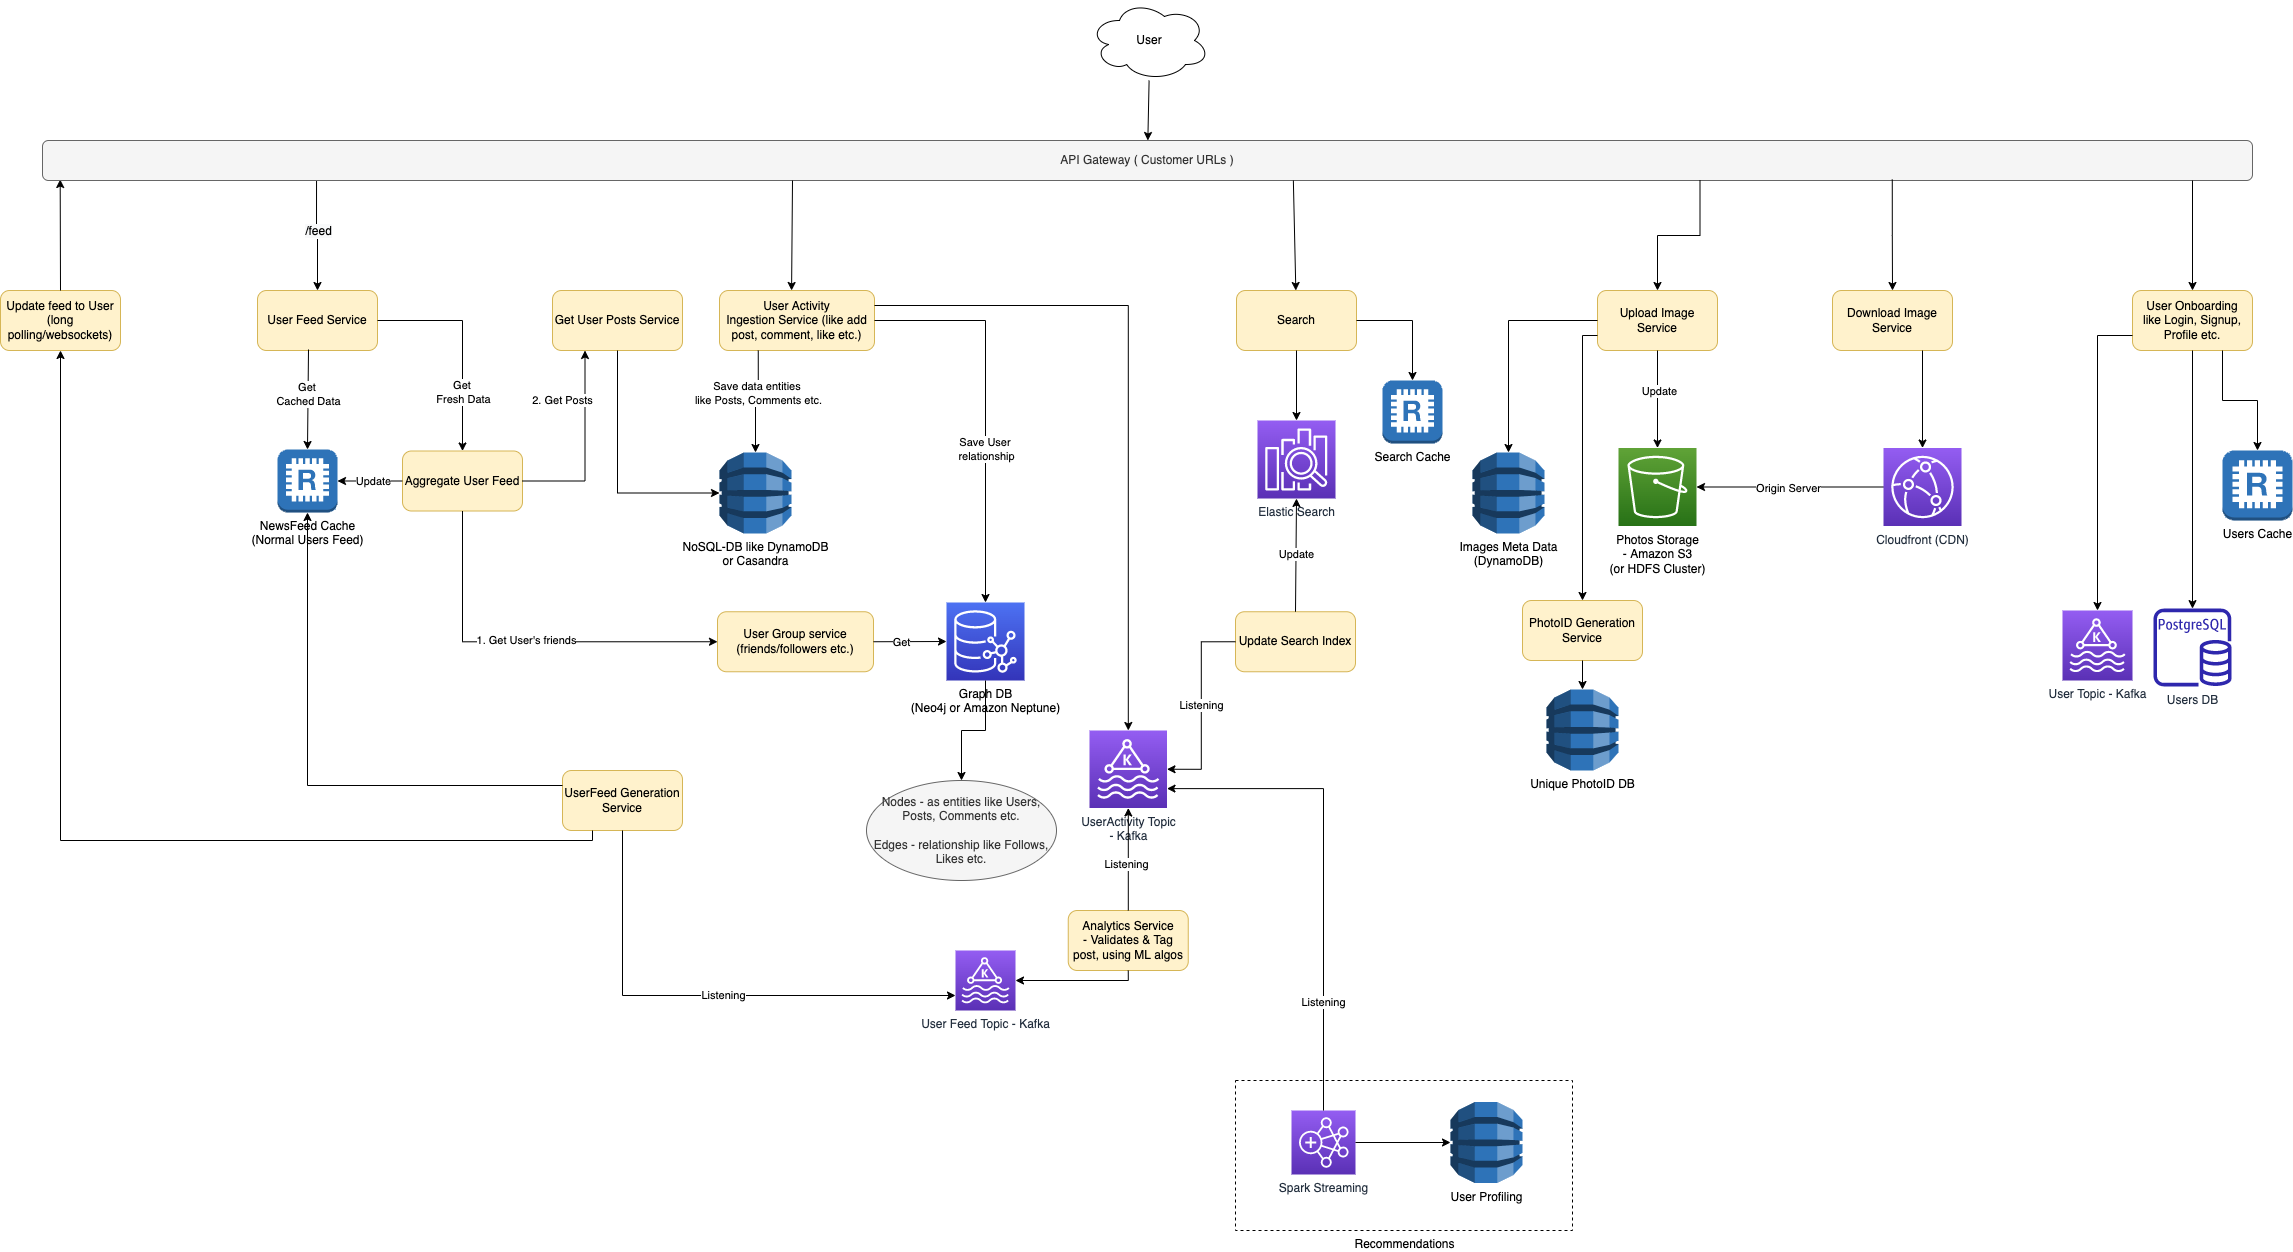 User
API Gateway ( Customer URLs )
/feed
Update feed to User
(long
polling/websockets)
User Feed Service
Get User Posts Service
User Activity
Ingestion Service (like add
post, comment, like etc.)
Search
Upload Image
Service
Download Image
Service
User Onboarding
like Login, Signup,
Profile etc.
Get
Cached Data
Get
Fresh Data
2. Get Posts
Save data entities
like Posts, Comments etc.
Save User
relationship
Update
R
Search Cache
R
NewsFeed Cache
(Normal Users Feed)
Update
Aggregate User Feed
NoSQL-DB like DynamoDB
or Casandra
Elastic Search
Update
Images Meta Data
(DynamoDB)
Photos Storage
- Amazon S3
(or HDFS Cluster)
Origin Server
Cloudfront (CDN)
R
Users Cache
1. Get User's friends
User Group service
(friends/followers etc.)
Get
Graph DB
(Neo4j or Amazon Neptune)
Update Search Index
Listening
PhotoID Generation
Service
Unique PhotoID DB
K
User Topic - Kafka
PostgreSQL
Users DB
UserFeed Generation
Service
Nodes - as entities like Users,
Posts, Comments etc.
Edges - relationship like Follows,
Likes etc.
K
UserActivity Topic
- Kafka
Listening
Analytics Service
- Validates & Tag
post, using ML algos
Listening
K
User Feed Topic - Kafka
Listening
Spark Streaming
User Profiling
Recommendations